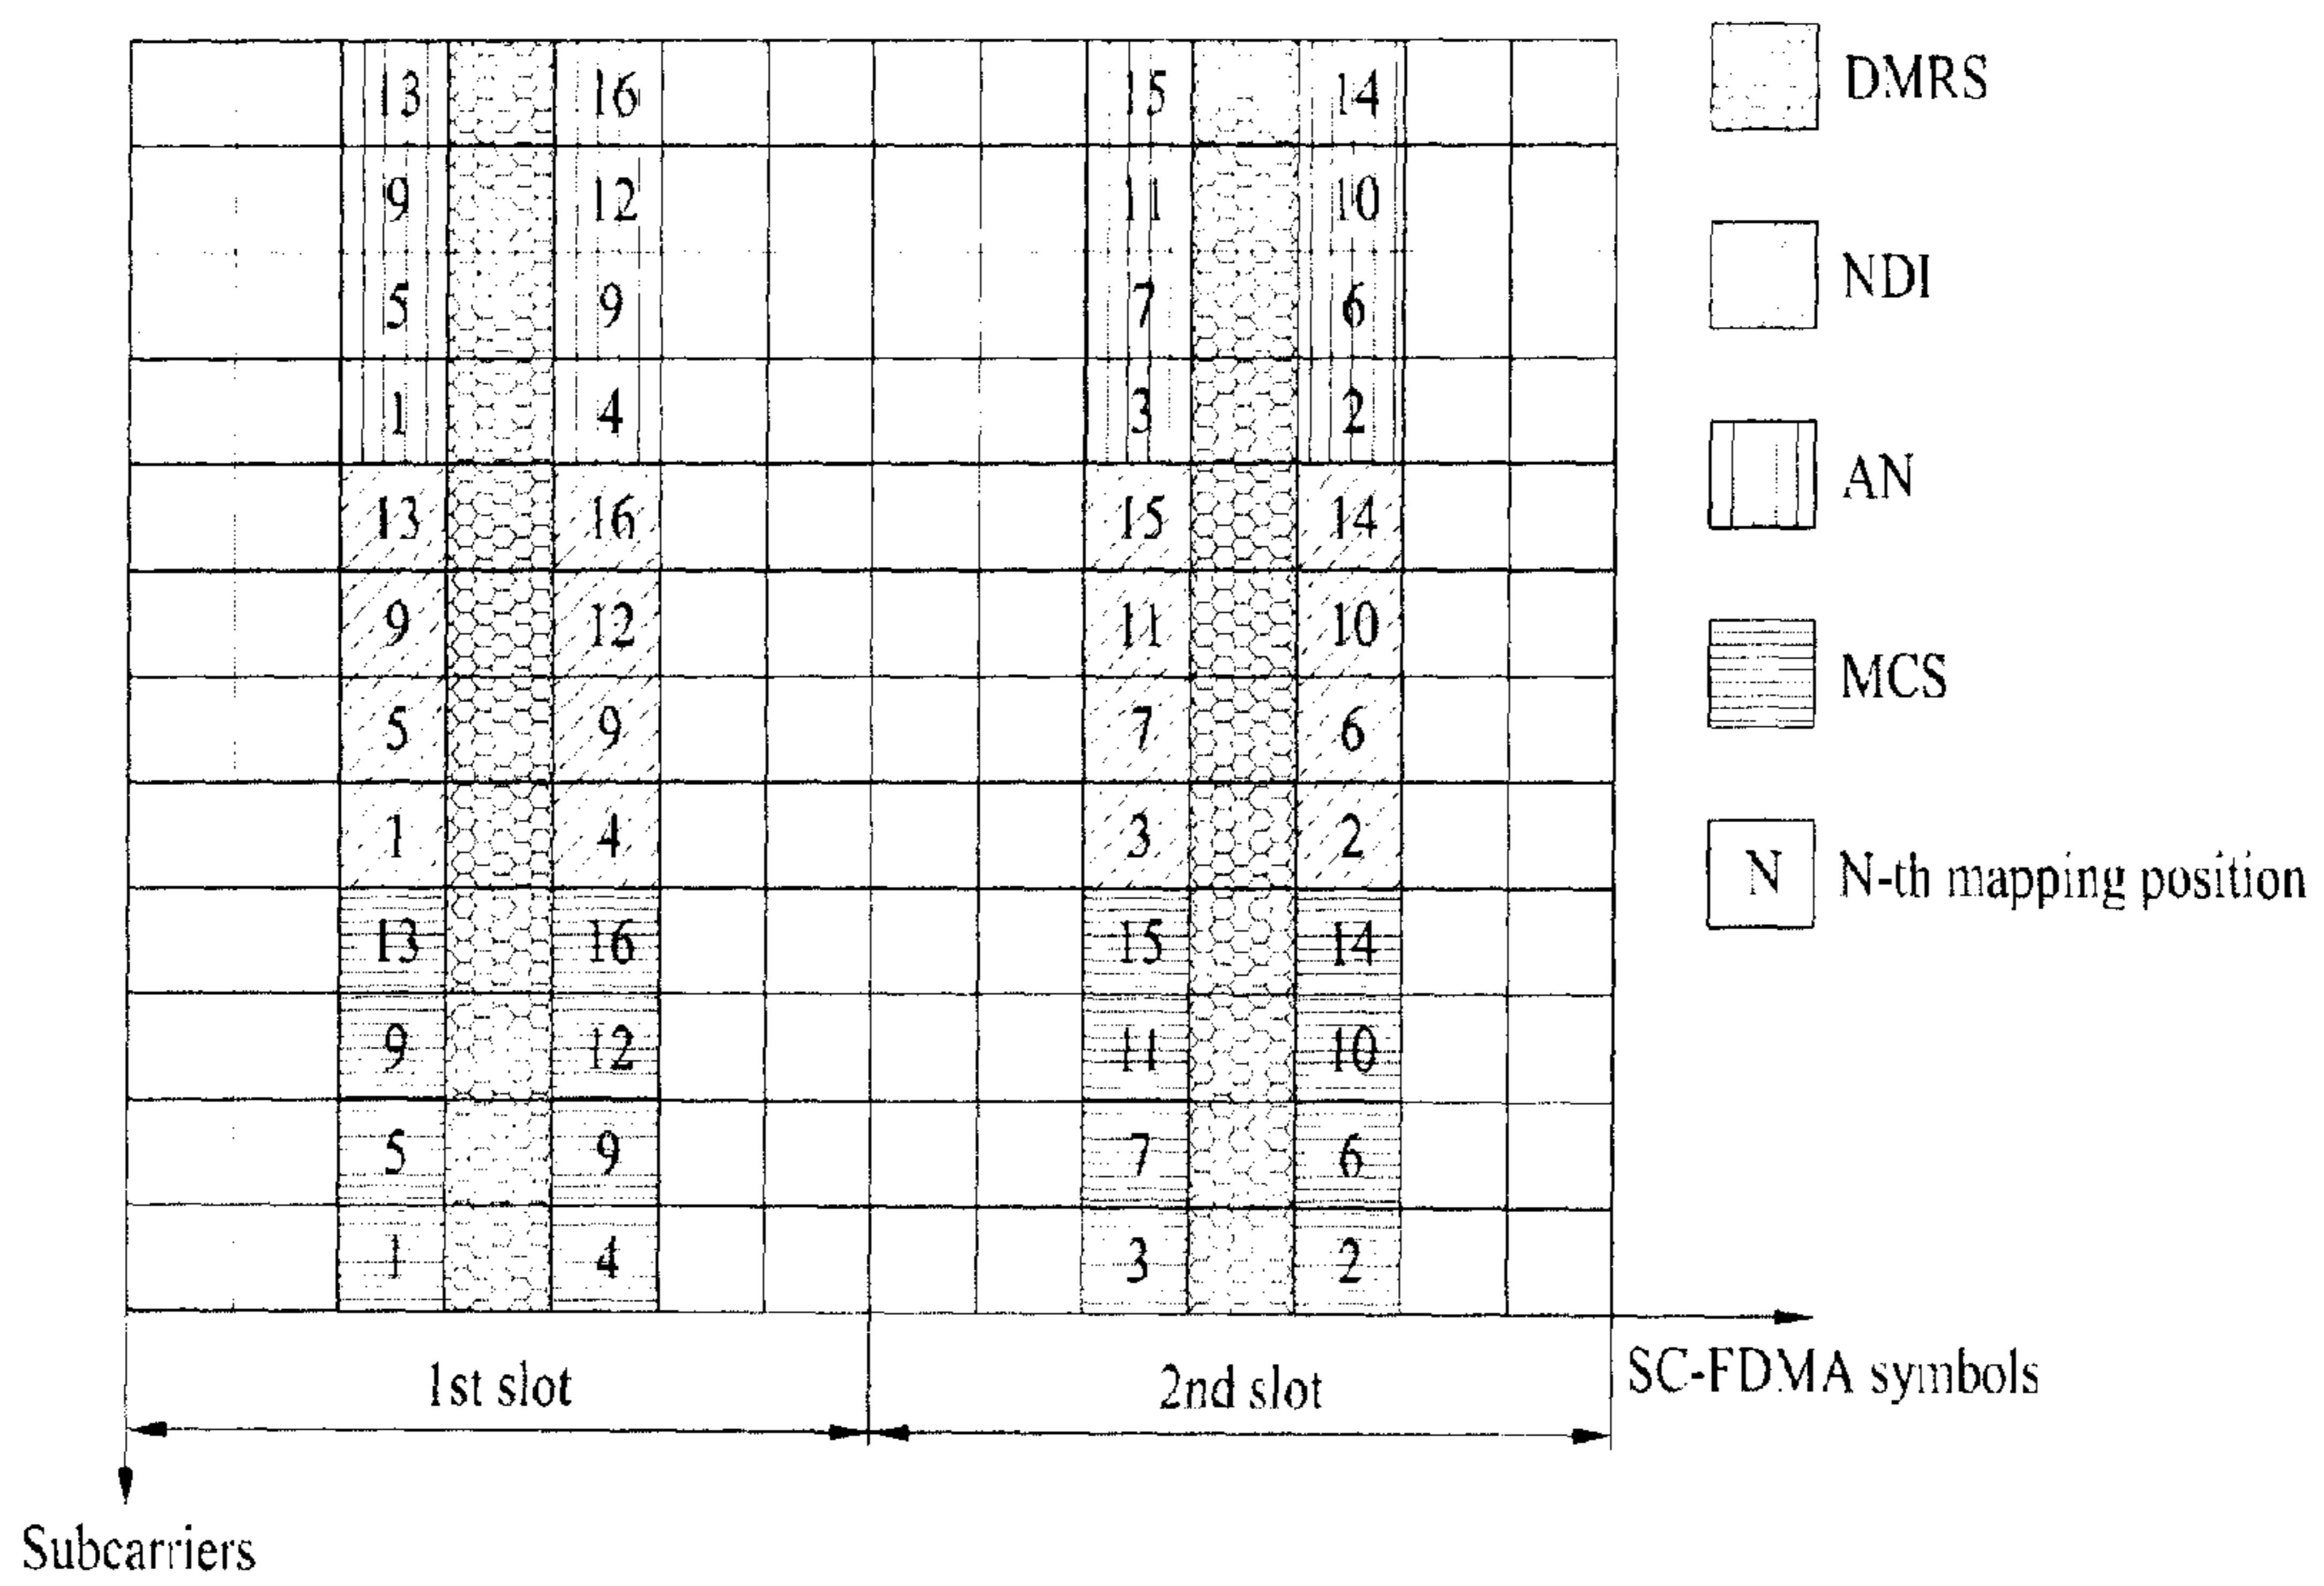 13 16 15 14 DMRS
9 12 11 10
5 9 7 6 NDI
1 4 3 2
13 16 15 14 AN
9 12 11 10
5 9 7 6 MCS
1 4 3 2
N N-th mapping position
13 16 15 14
9 12 11 10
5 9 7 6
1 4 3 2
1st slot 2nd slot SC-FDMA symbols
Subcarriers